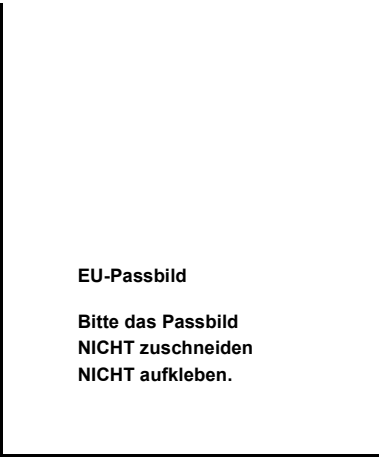 EU-Passbild
Bitte das Passbild
NICHT zuschneiden
NICHT aufkleben.